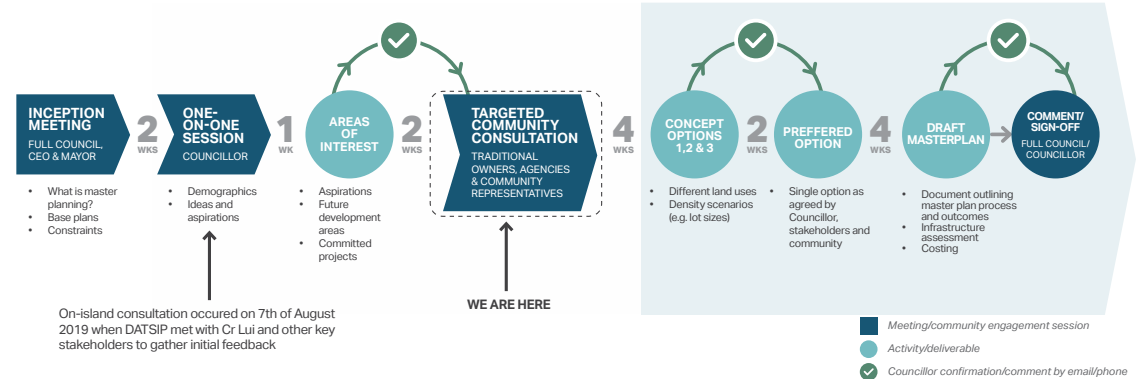 INCEPTION
MEETING
FULL COUNCIL,
CEO & MAYOR
• What is master
planning?
• Base plans
• Constraints
2
WKS
ONE-
ON-ONE
SESSION
COUNCILLOR
• Demographics
• Ideas and
aspirations
On-island consultation occured on 7th of August
2019 when DATSIP met with Cr Lui and other key
stakeholders to gather initial feedback
1
WK
AREAS
OF
INTEREST
• Aspirations
• Future
development
areas
• Committed
projects
2
WKS
TARGETED
COMMUNITY
CONSULTATION
TRADITIONAL
OWNERS, AGENCIES
& COMMUNITY
REPRESENTATIVES
WE ARE HERE
4
WKS
CONCEPT
OPTIONS
1,2 & 3
• Different land uses
• Density scenarios
(e.g. lot sizes)
2
WKS
PREFFERED
OPTION
• Single option as
agreed by
Councillor,
stakeholders and
community
4
WKS
DRAFT
MASTERPLAN
• Document outlining
master plan process
and outcomes
• Infrastructure
assessment
• Costing
COMMENT/
SIGN-OFF
FULL COUNCIL/
COUNCILLOR
Meeting/community engagement session
Activity/deliverable
Councillor confirmation/comment by email/phone